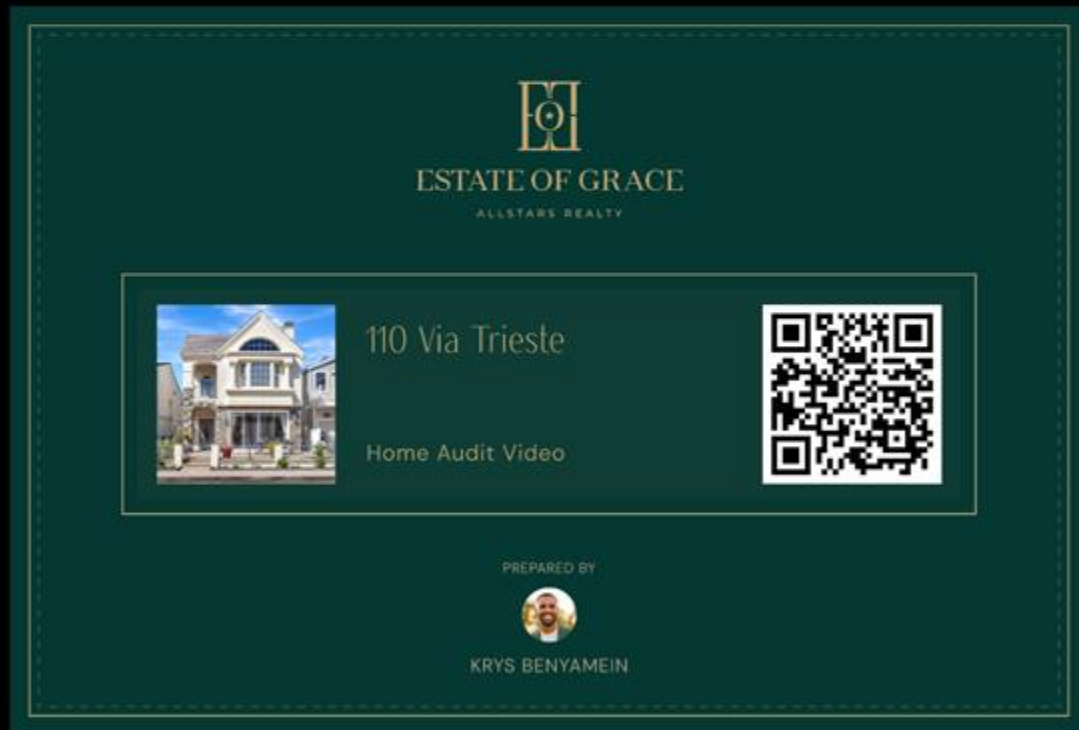 ESTATE OF GRACE
ALLSTARS REALTY
110 Via Trieste
Home Audit Video
PREPARED BY
KRYS BENYAMEIN